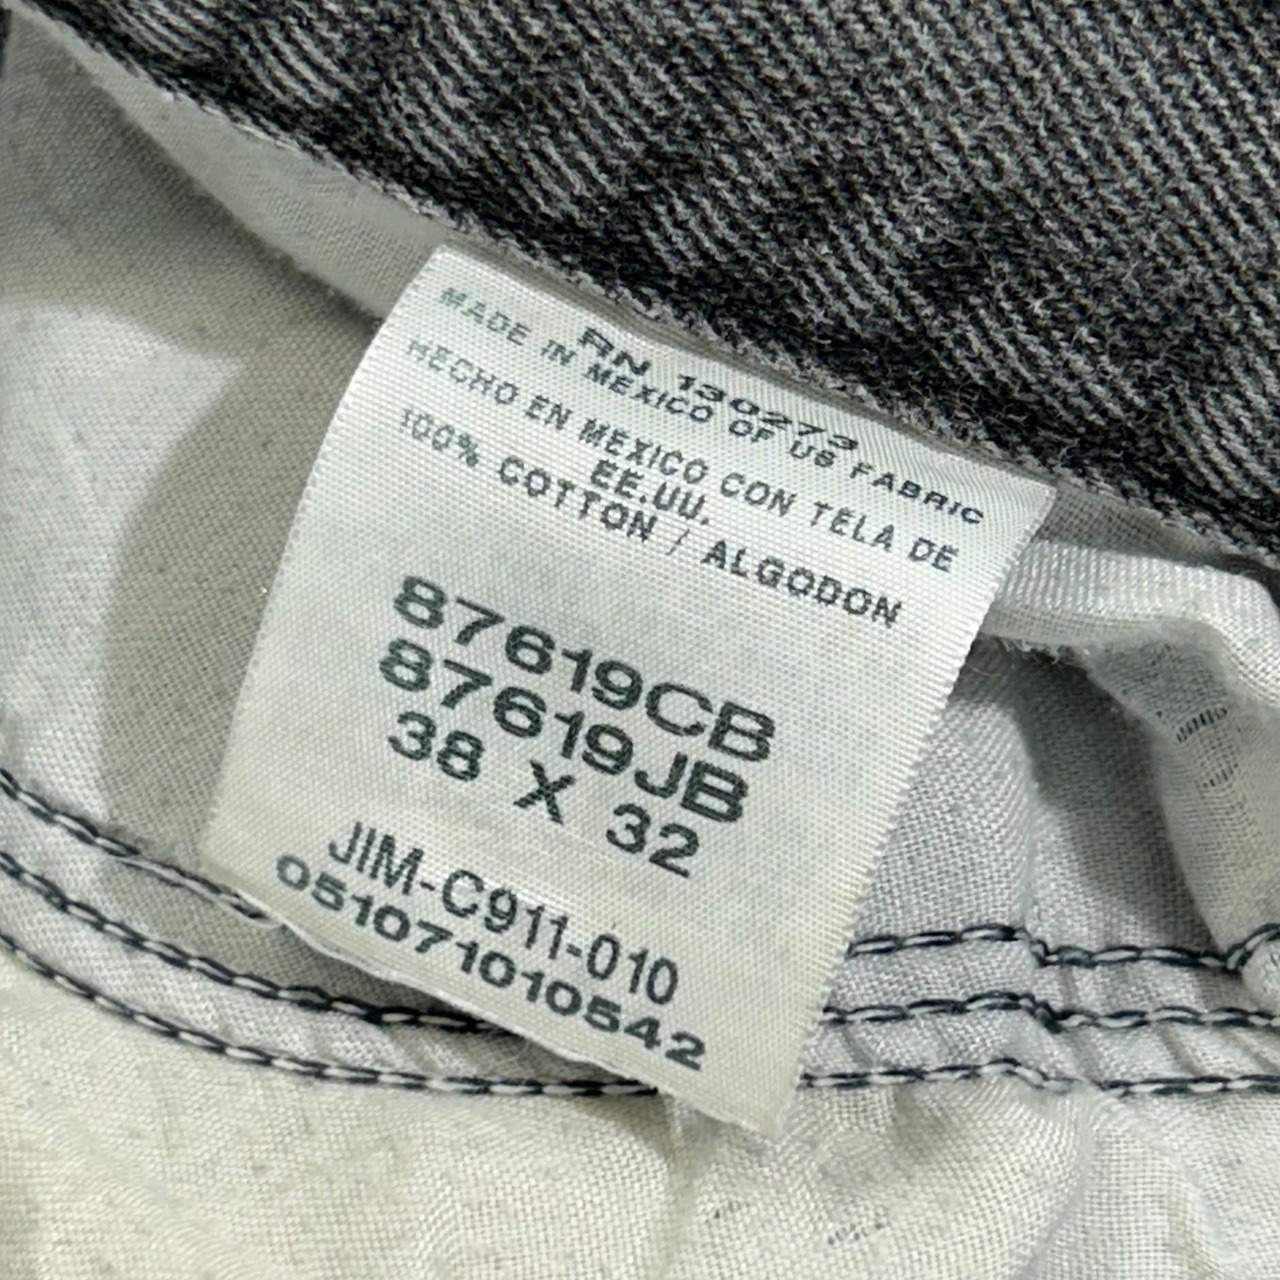 RN 130273
MADE IN MEXICO OF US FABRIC
HECHO EN MEXICO CON TELA DE
EE.UU.
100% COTTON / ALGODON
87619CB
87619JB
38 X 32
JIM-C911-010
051071010542